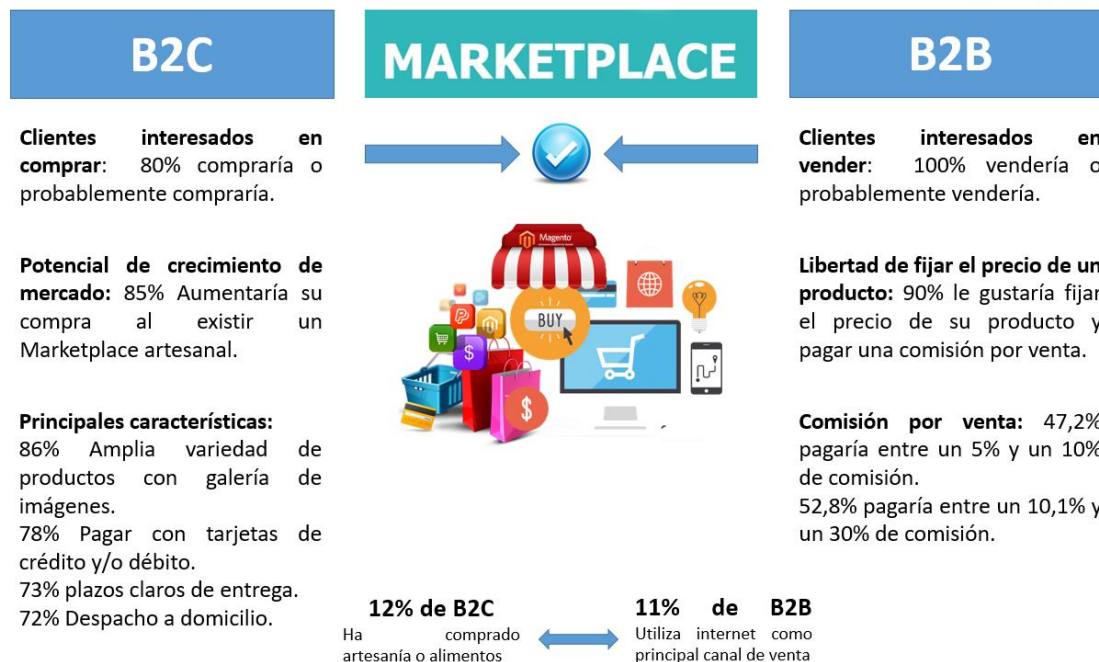 B2C
Clientes interesados en
comprar: 80% compraría o
probablemente compraría.
Potencial de crecimiento de
mercado: 85% Aumentaría su
compra al existir un
Marketplace artesanal.
Principales características:
86% Amplia variedad de
productos con galería de
imágenes.
78% Pagar con tarjetas de
crédito y/o débito.
73% plazos claros de entrega.
72% Despacho a domicilio.
MARKETPLACE
Magento
BUY
$
$
12% de B2C
Ha comprado
artesanía o alimentos
11% de B2B
Utiliza internet como
principal canal de venta
B2B
Clientes interesados en
vender: 100% vendería o
probablemente vendería.
Libertad de fijar el precio de un
producto: 90% le gustaría fijar
el precio de su producto y
pagar una comisión por venta.
Comisión por venta: 47,2%
pagaría entre un 5% y un 10%
de comisión.
52,8% pagaría entre un 10,1% y
un 30% de comisión.